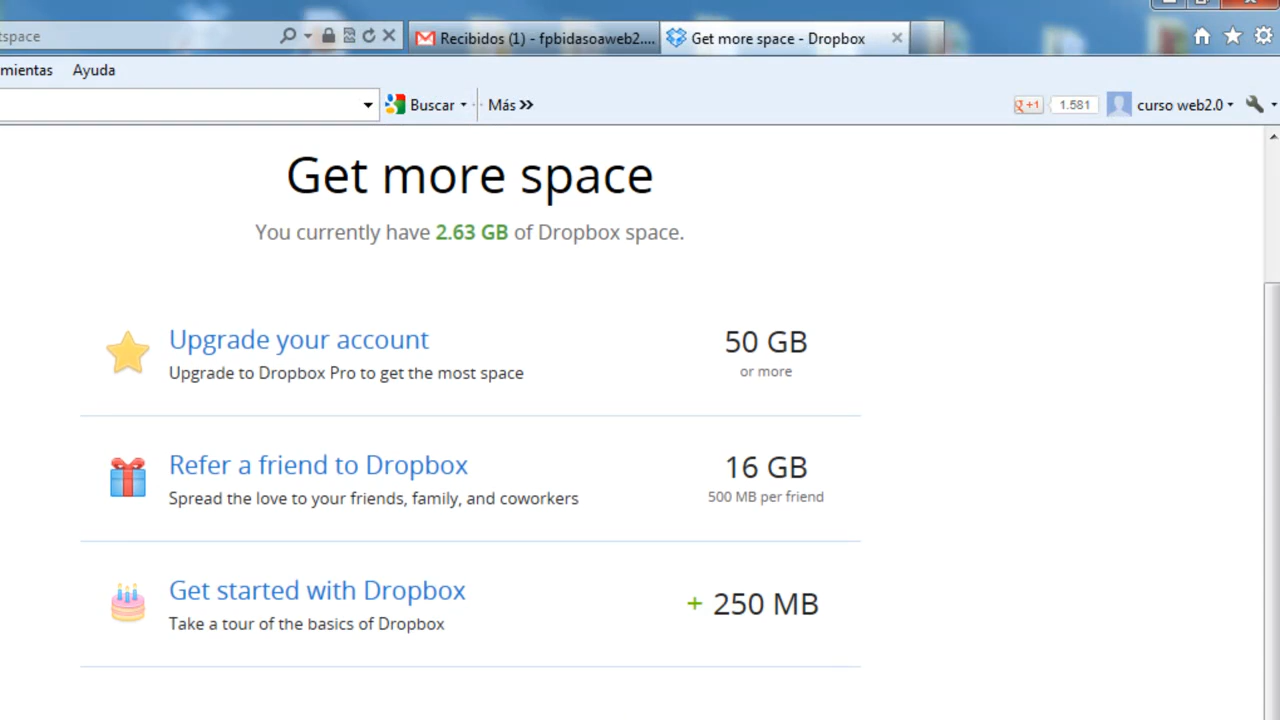 tspace
Recibidos (1) - fpbidasoaweb2....
Get more space - Dropbox
mientas
Ayuda
Buscar
Más
g+1
1.581
curso web2.0
Get more space
You currently have 2.63 GB of Dropbox space.
Upgrade your account
50 GB
Upgrade to Dropbox Pro to get the most space
or more
Refer a friend to Dropbox
16 GB
Spread the love to your friends, family, and coworkers
500 MB per friend
Get started with Dropbox
+ 250 MB
Take a tour of the basics of Dropbox